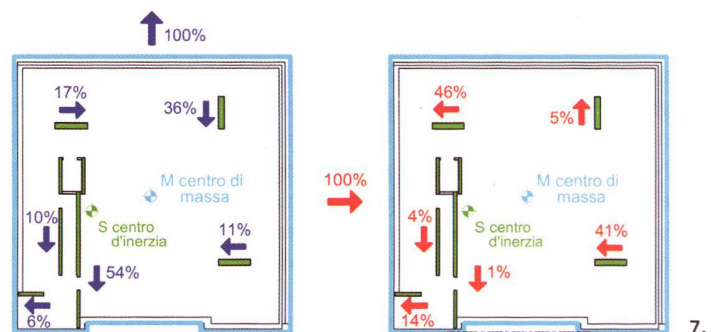 100%
17%
36%
M centro di
massa
10%
S centro
d'inerzia
11%
54%
6%
100%
46%
5%
M centro di
massa
4%
S centro
d'inerzia
41%
1%
14%
7.